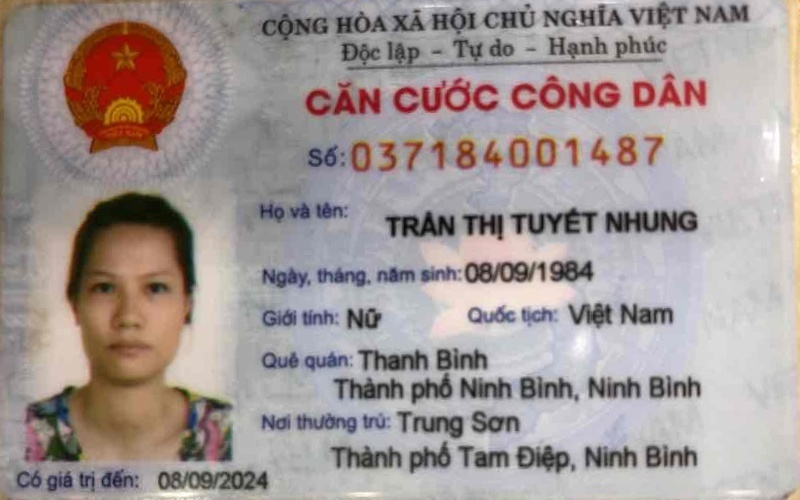 CỘNG HÒA XÃ HỘI CHỦ NGHĨA VIỆT NAM
Độc lập - Tự do - Hạnh phúc
CĂN CƯỚC CÔNG DÂN
Số: 037184001487
Họ và tên: TRẦN THỊ TUYẾT NHUNG
Ngày, tháng, năm sinh: 08/09/1984
Giới tính: Nữ Quốc tịch: Việt Nam
Quê quán: Thanh Bình
Thành phố Ninh Bình, Ninh Bình
Nơi thường trú: Trung Sơn
Thành phố Tam Điệp, Ninh Bình
Có giá trị đến: 08/09/2024